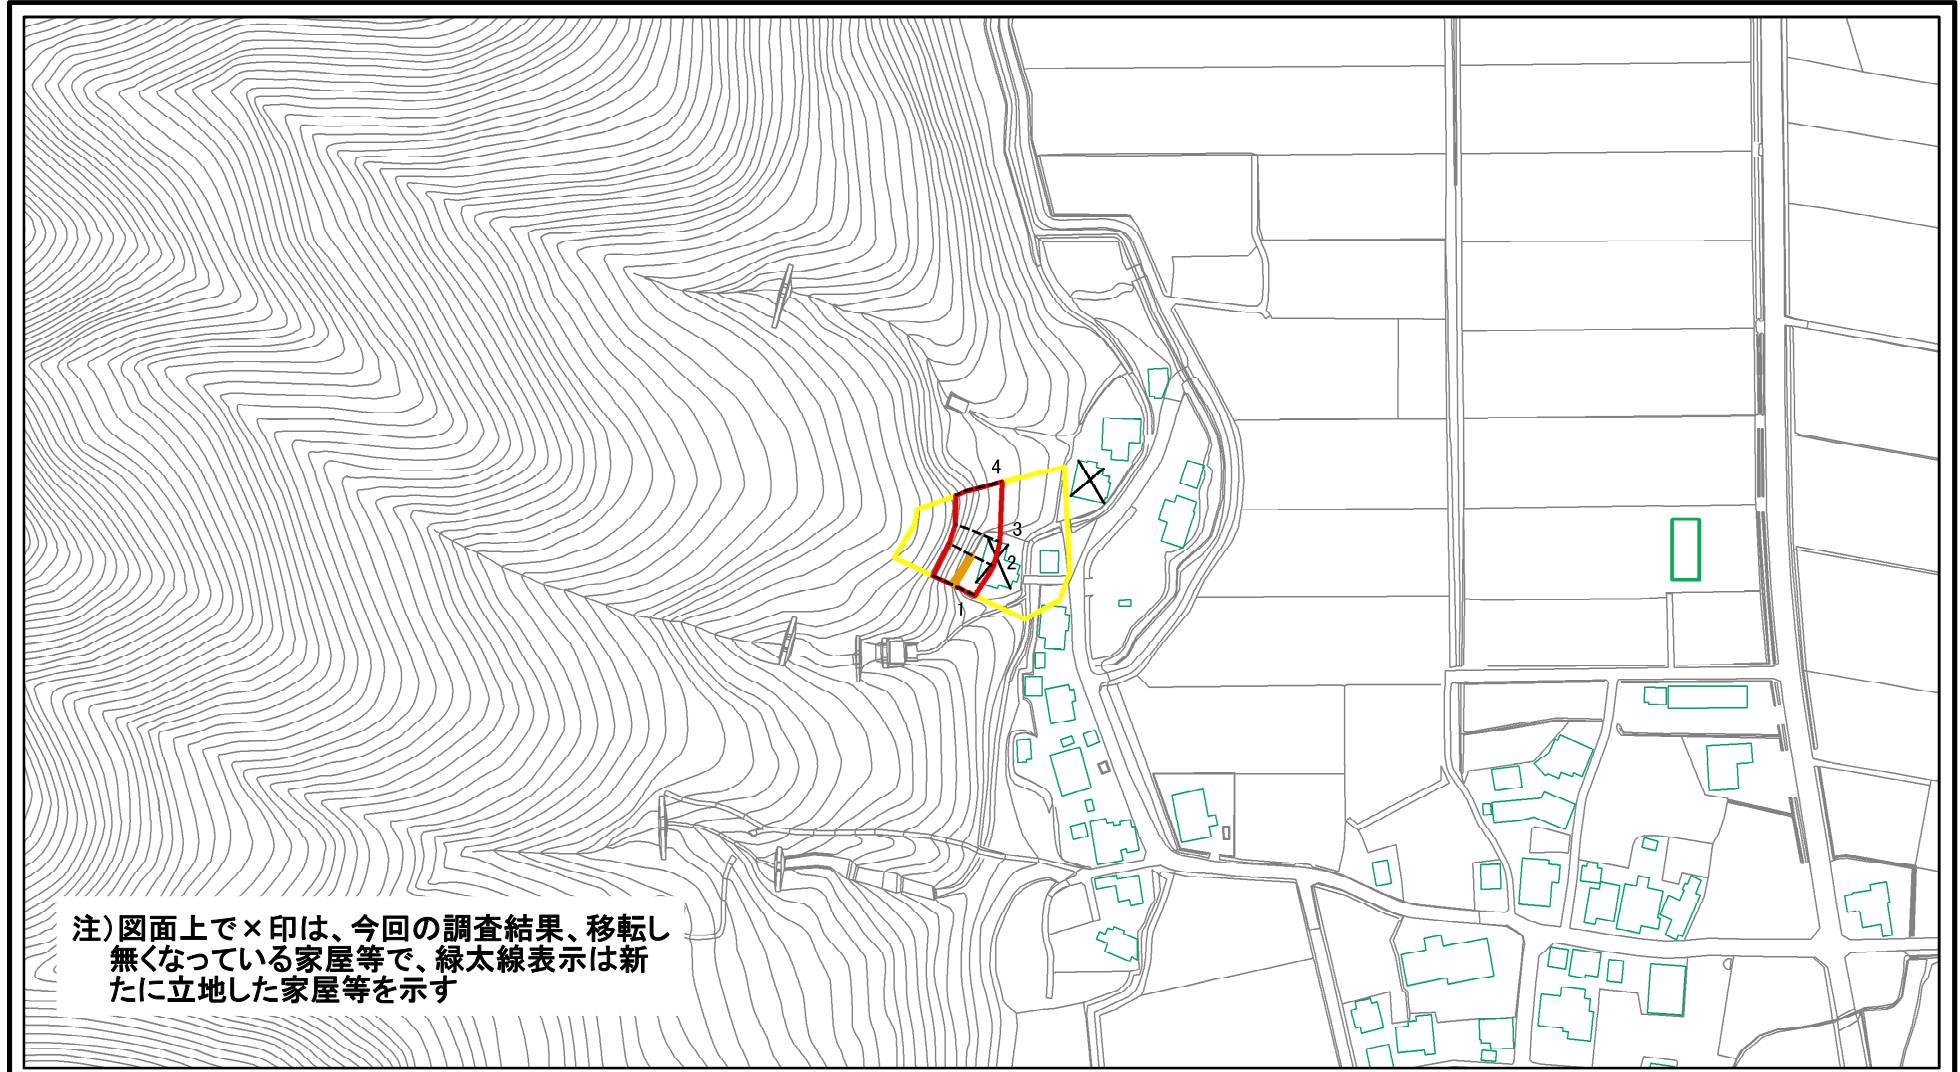 4
3
2
1
注)図面上で×印は、今回の調査結果、移転し
無くなっている家屋等で、緑太線表示は新
たに立地した家屋等を示す